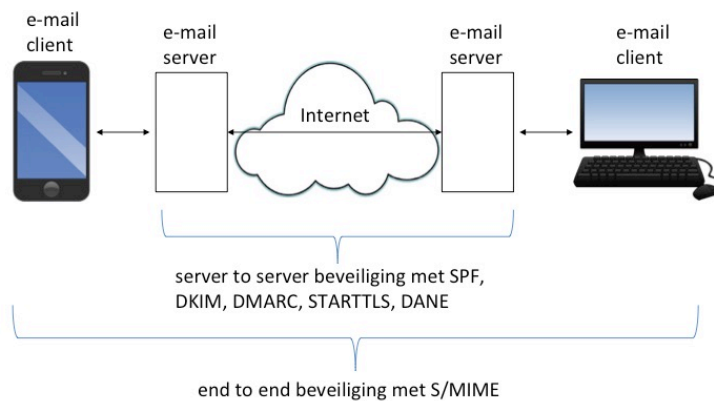 e-mail
client
e-mail
server
e-mail
server
e-mail
client
Internet
server to server beveiliging met SPF,
DKIM, DMARC, STARTTLS, DANE
end to end beveiliging met S/MIME